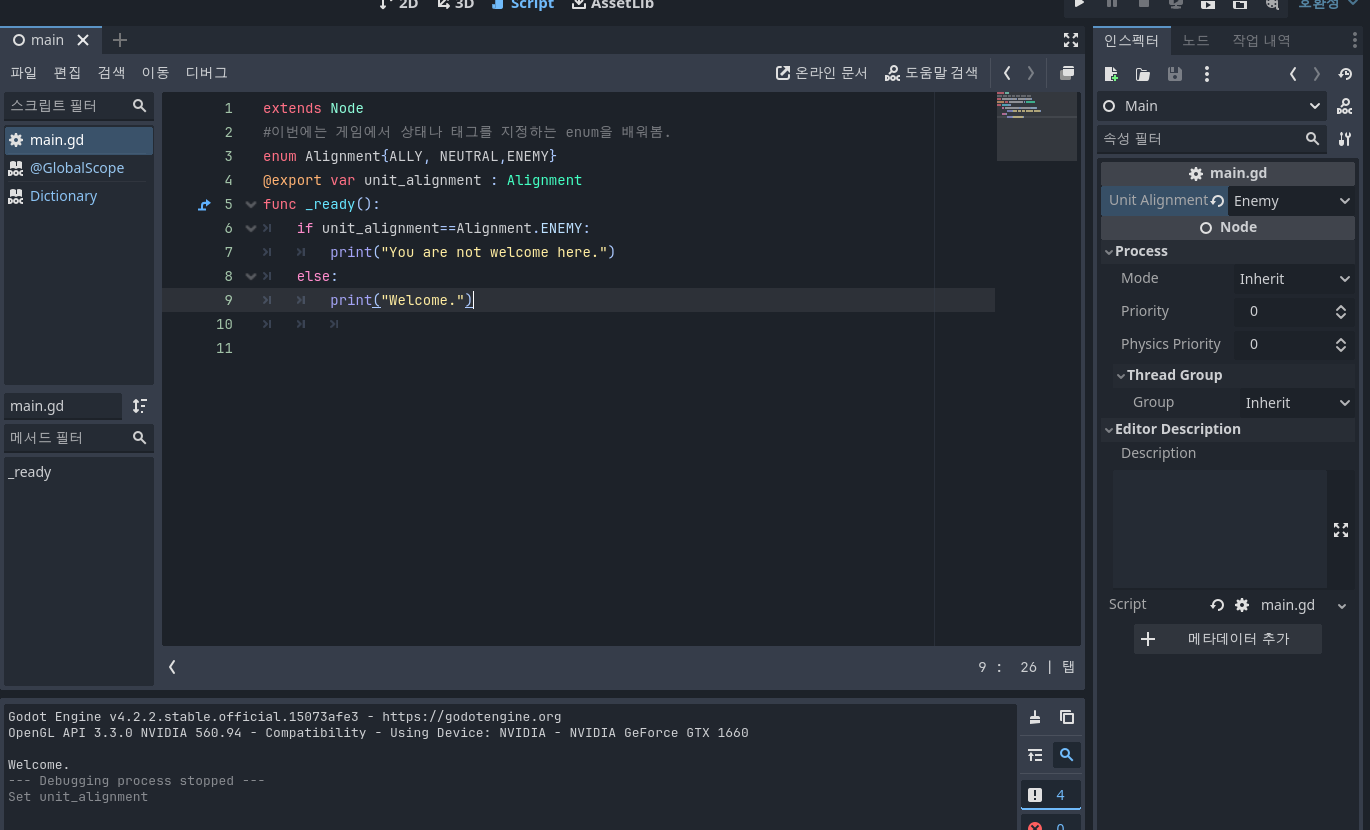 2D 3D Script AssetLib
호환성
main
인스펙터 노드 작업 내역
파일 편집 검색 이동 디버그 온라인 문서 도움말 검색
스크립트 필터
main.gd
@GlobalScope
Dictionary
main.gd
메서드 필터
_ready
1 extends Node
2 #이번에는 게임에서 상태나 태그를 지정하는 enum을 배워봄.
3 enum Alignment{ALLY, NEUTRAL,ENEMY}
4 @export var unit_alignment : Alignment
5 func _ready():
6 if unit_alignment==Alignment.ENEMY:
7 print("You are not welcome here.")
8 else:
9 print("Welcome.")
10
11
9 : 26 | 탭
Main
속성 필터
main.gd
Unit Alignment Enemy
Node
Process
Mode Inherit
Priority 0
Physics Priority 0
Thread Group
Group Inherit
Editor Description
Description
Script main.gd
메타데이터 추가
Godot Engine v4.2.2.stable.official.15073afe3 - https://godotengine.org
OpenGL API 3.3.0 NVIDIA 560.94 - Compatibility - Using Device: NVIDIA - NVIDIA GeForce GTX 1660
Welcome.
--- Debugging process stopped ---
Set unit_alignment
4
0